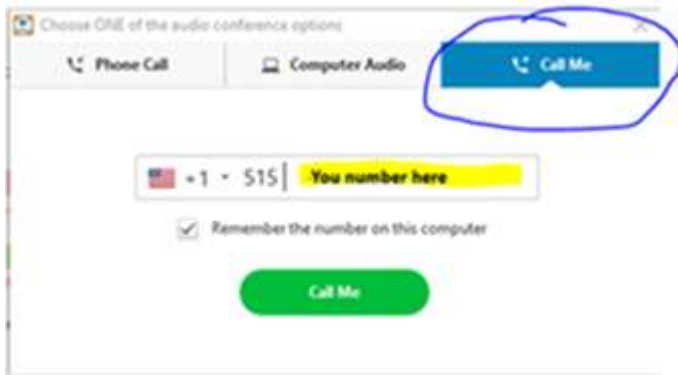 Choose ONE of the audio conference options
Phone Call
Computer Audio
Call Me
+1
515
You number here
Remember the number on this computer
Call Me